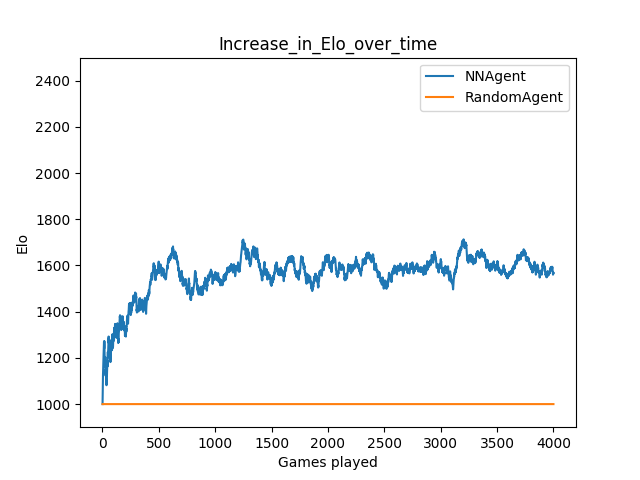 Increase_in_Elo_over_time
NNAgent
RandomAgent
2400
2200
2000
1800
1600
1400
1200
1000
Elo
0 500 1000 1500 2000 2500 3000 3500 4000
Games played